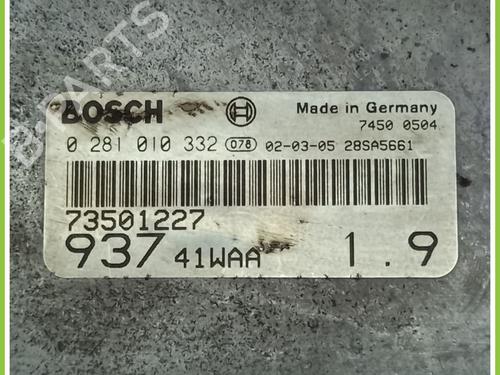 B-PARTS
BOSCH
Made in Germany
7450 0504
0 281 010 332 078 02-03-05 28SA5661
73501227
937 41WAA 1.9